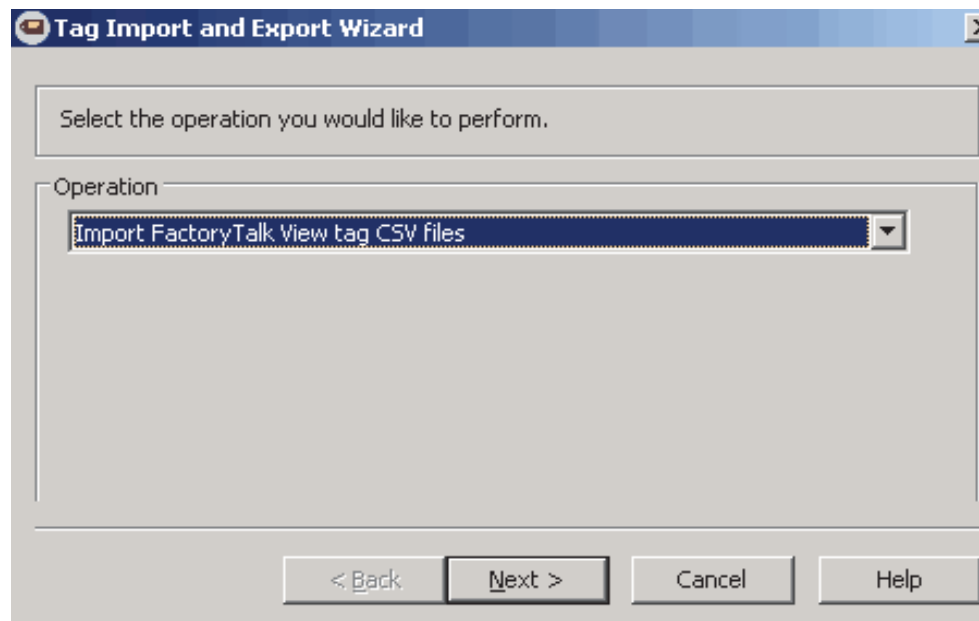 Tag Import and Export Wizard
Select the operation you would like to perform.
Operation
Import FactoryTalk View tag CSV files
< Back Next > Cancel Help